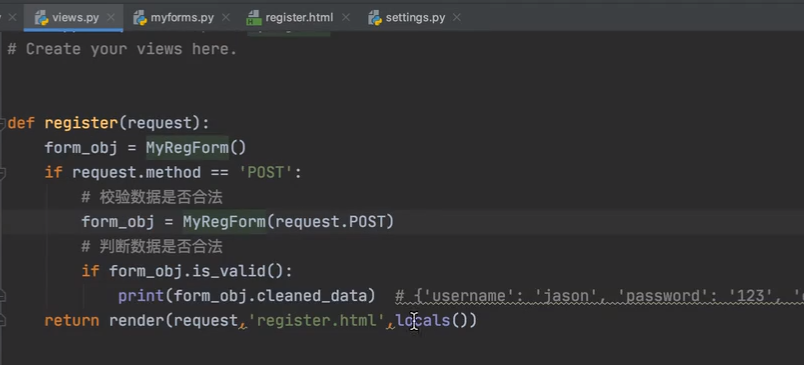 views.py myforms.py register.html settings.py
# Create your views here.
def register(request):
form_obj = MyRegForm()
if request.method == 'POST':
# 校验数据是否合法
form_obj = MyRegForm(request.POST)
# 判断数据是否合法
if form_obj.is_valid():
print(form_obj.cleaned_data) # {'username': 'jason', 'password': '123', '
return render(request,'register.html',locals())